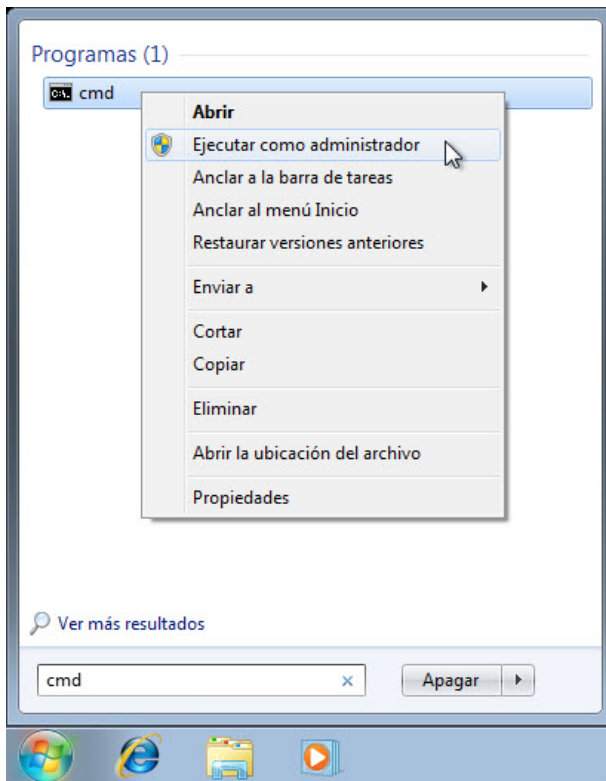 Programas (1)
cmd
Abrir
Ejecutar como administrador
Anclar a la barra de tareas
Anclar al menú Inicio
Restaurar versiones anteriores
Enviar a
Cortar
Copiar
Eliminar
Abrir la ubicación del archivo
Propiedades
Ver más resultados
cmd
Apagar